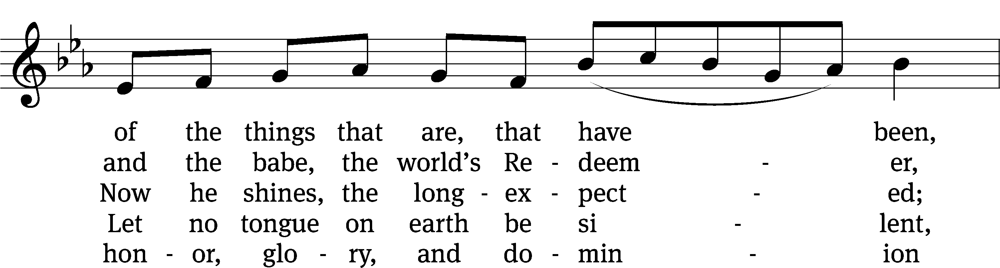 of the things that are, that have been,
and the babe, the world’s Re - deem - er,
Now he shines, the long - ex - pect - ed;
Let no tongue on earth be si - lent,
hon - or, glo - ry, and do - min - ion